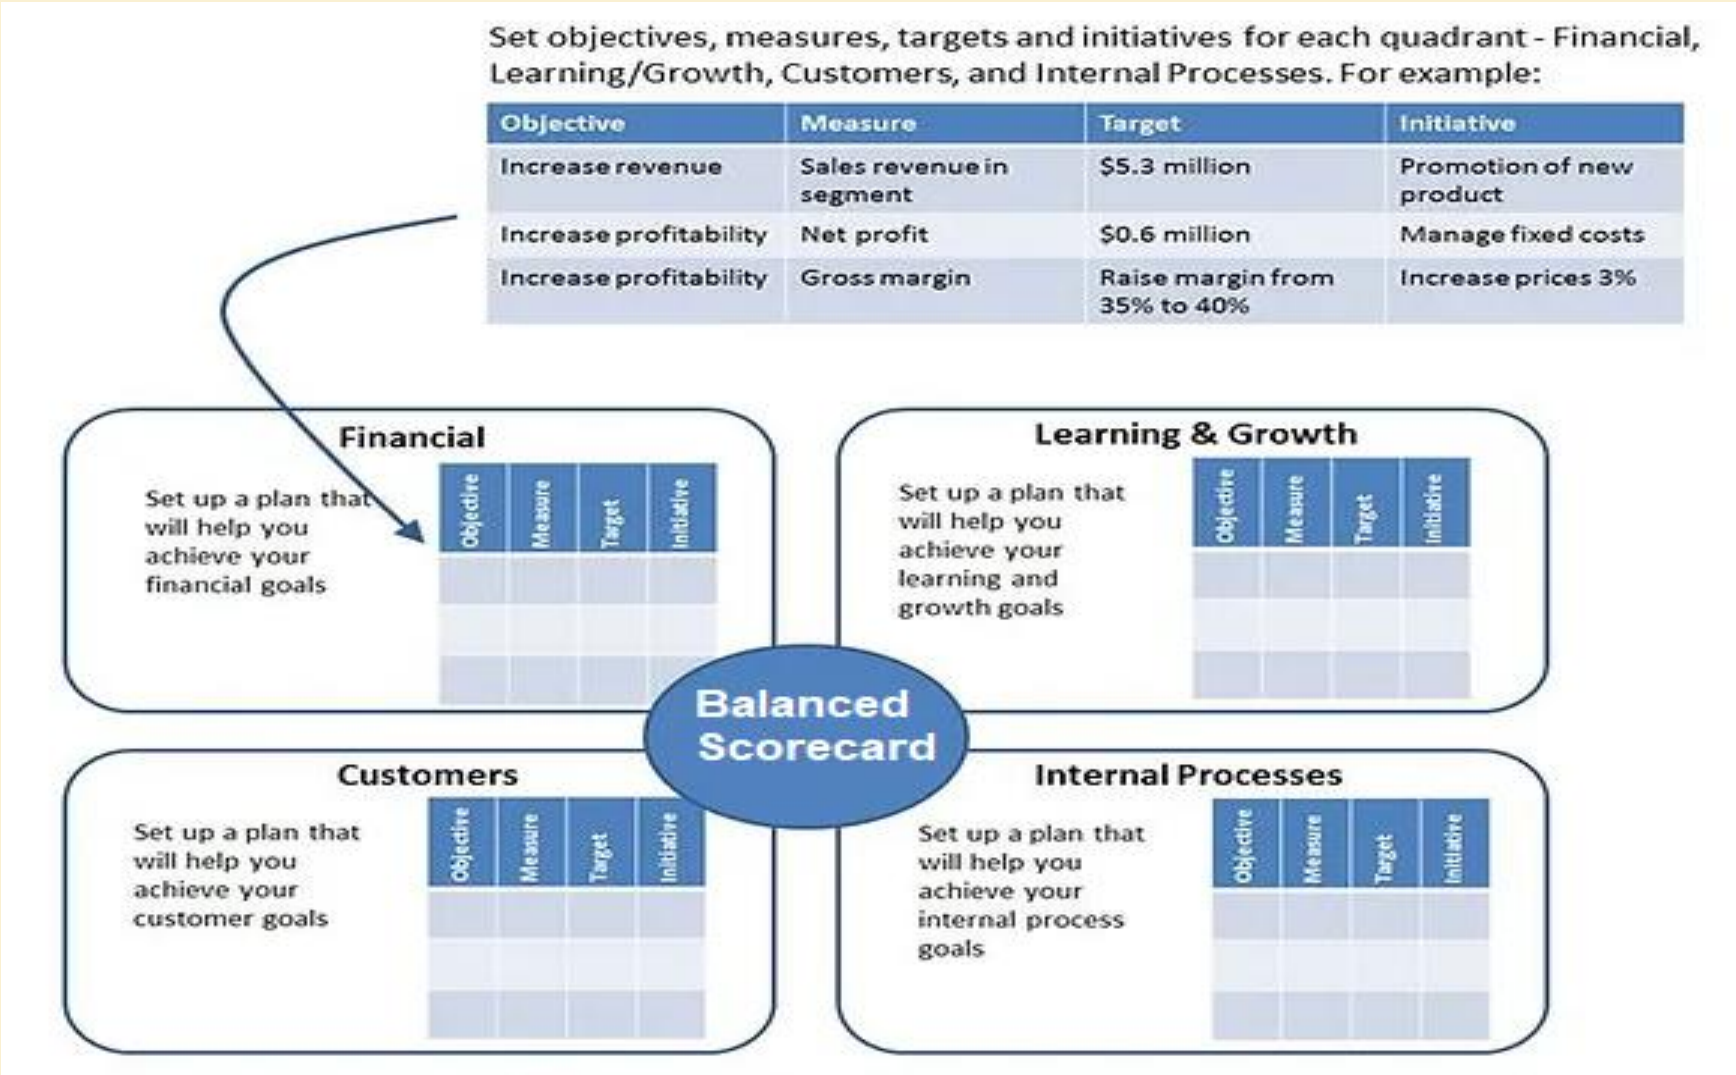 Set objectives, measures, targets and initiatives for each quadrant - Financial,
Learning/Growth, Customers, and Internal Processes. For example:
Objective Measure Target Initiative
Increase revenue Sales revenue in segment $5.3 million Promotion of new product
Increase profitability Net profit $0.6 million Manage fixed costs
Increase profitability Gross margin Raise margin from 35% to 40% Increase prices 3%
Financial
Set up a plan that
will help you
achieve your
financial goals
Objective Measure Target Initiative
Learning & Growth
Set up a plan that
will help you
achieve your
learning and
growth goals
Objective Measure Target Initiative
Balanced
Scorecard
Customers
Set up a plan that
will help you
achieve your
customer goals
Objective Measure Target Initiative
Internal Processes
Set up a plan that
will help you
achieve your
internal process
goals
Objective Measure Target Initiative